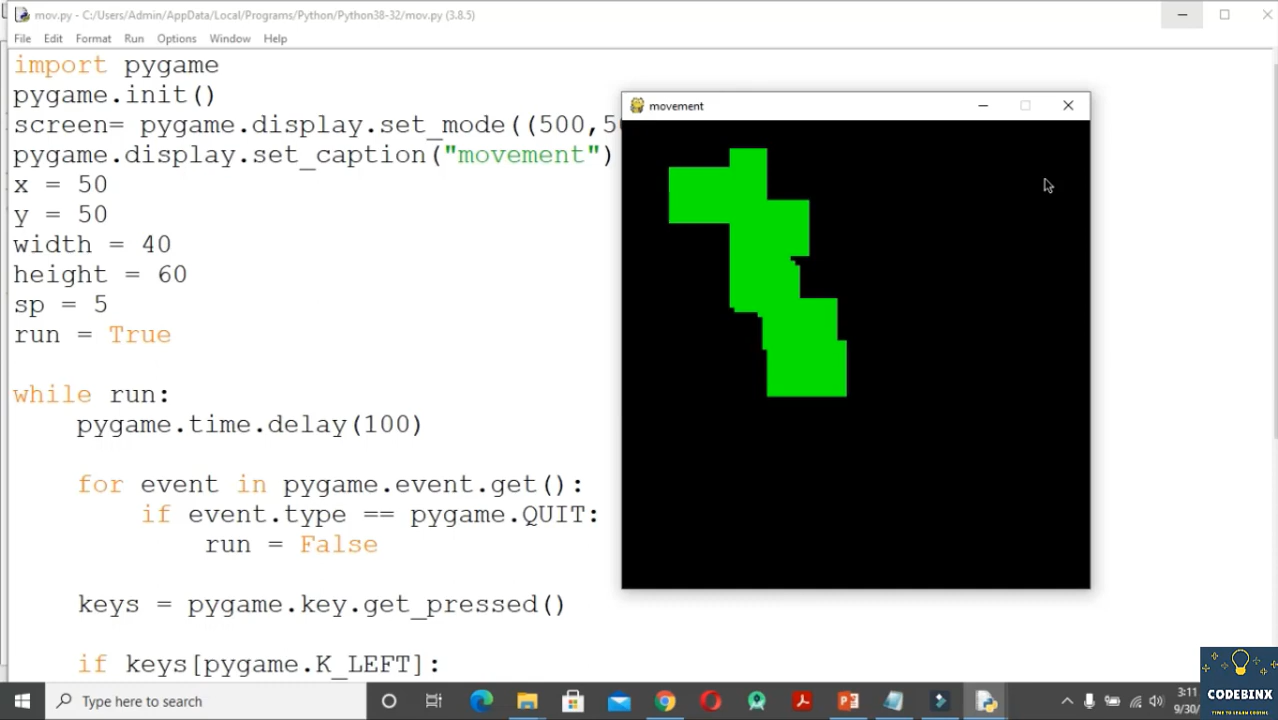 mov.py - C:/Users/Admin/AppData/Local/Programs/Python/Python38-32/mov.py (3.8.5)
File Edit Format Run Options Window Help
import pygame
pygame.init()
screen= pygame.display.set_mode((500,5
pygame.display.set_caption("movement")
x = 50
y = 50
width = 40
height = 60
sp = 5
run = True
while run:
    pygame.time.delay(100)
    for event in pygame.event.get():
        if event.type == pygame.QUIT:
            run = False
    keys = pygame.key.get_pressed()
    if keys[pygame.K_LEFT]:
movement
Type here to search
3:11
9/30/
CODEBINX
TIME TO LEARN CODING